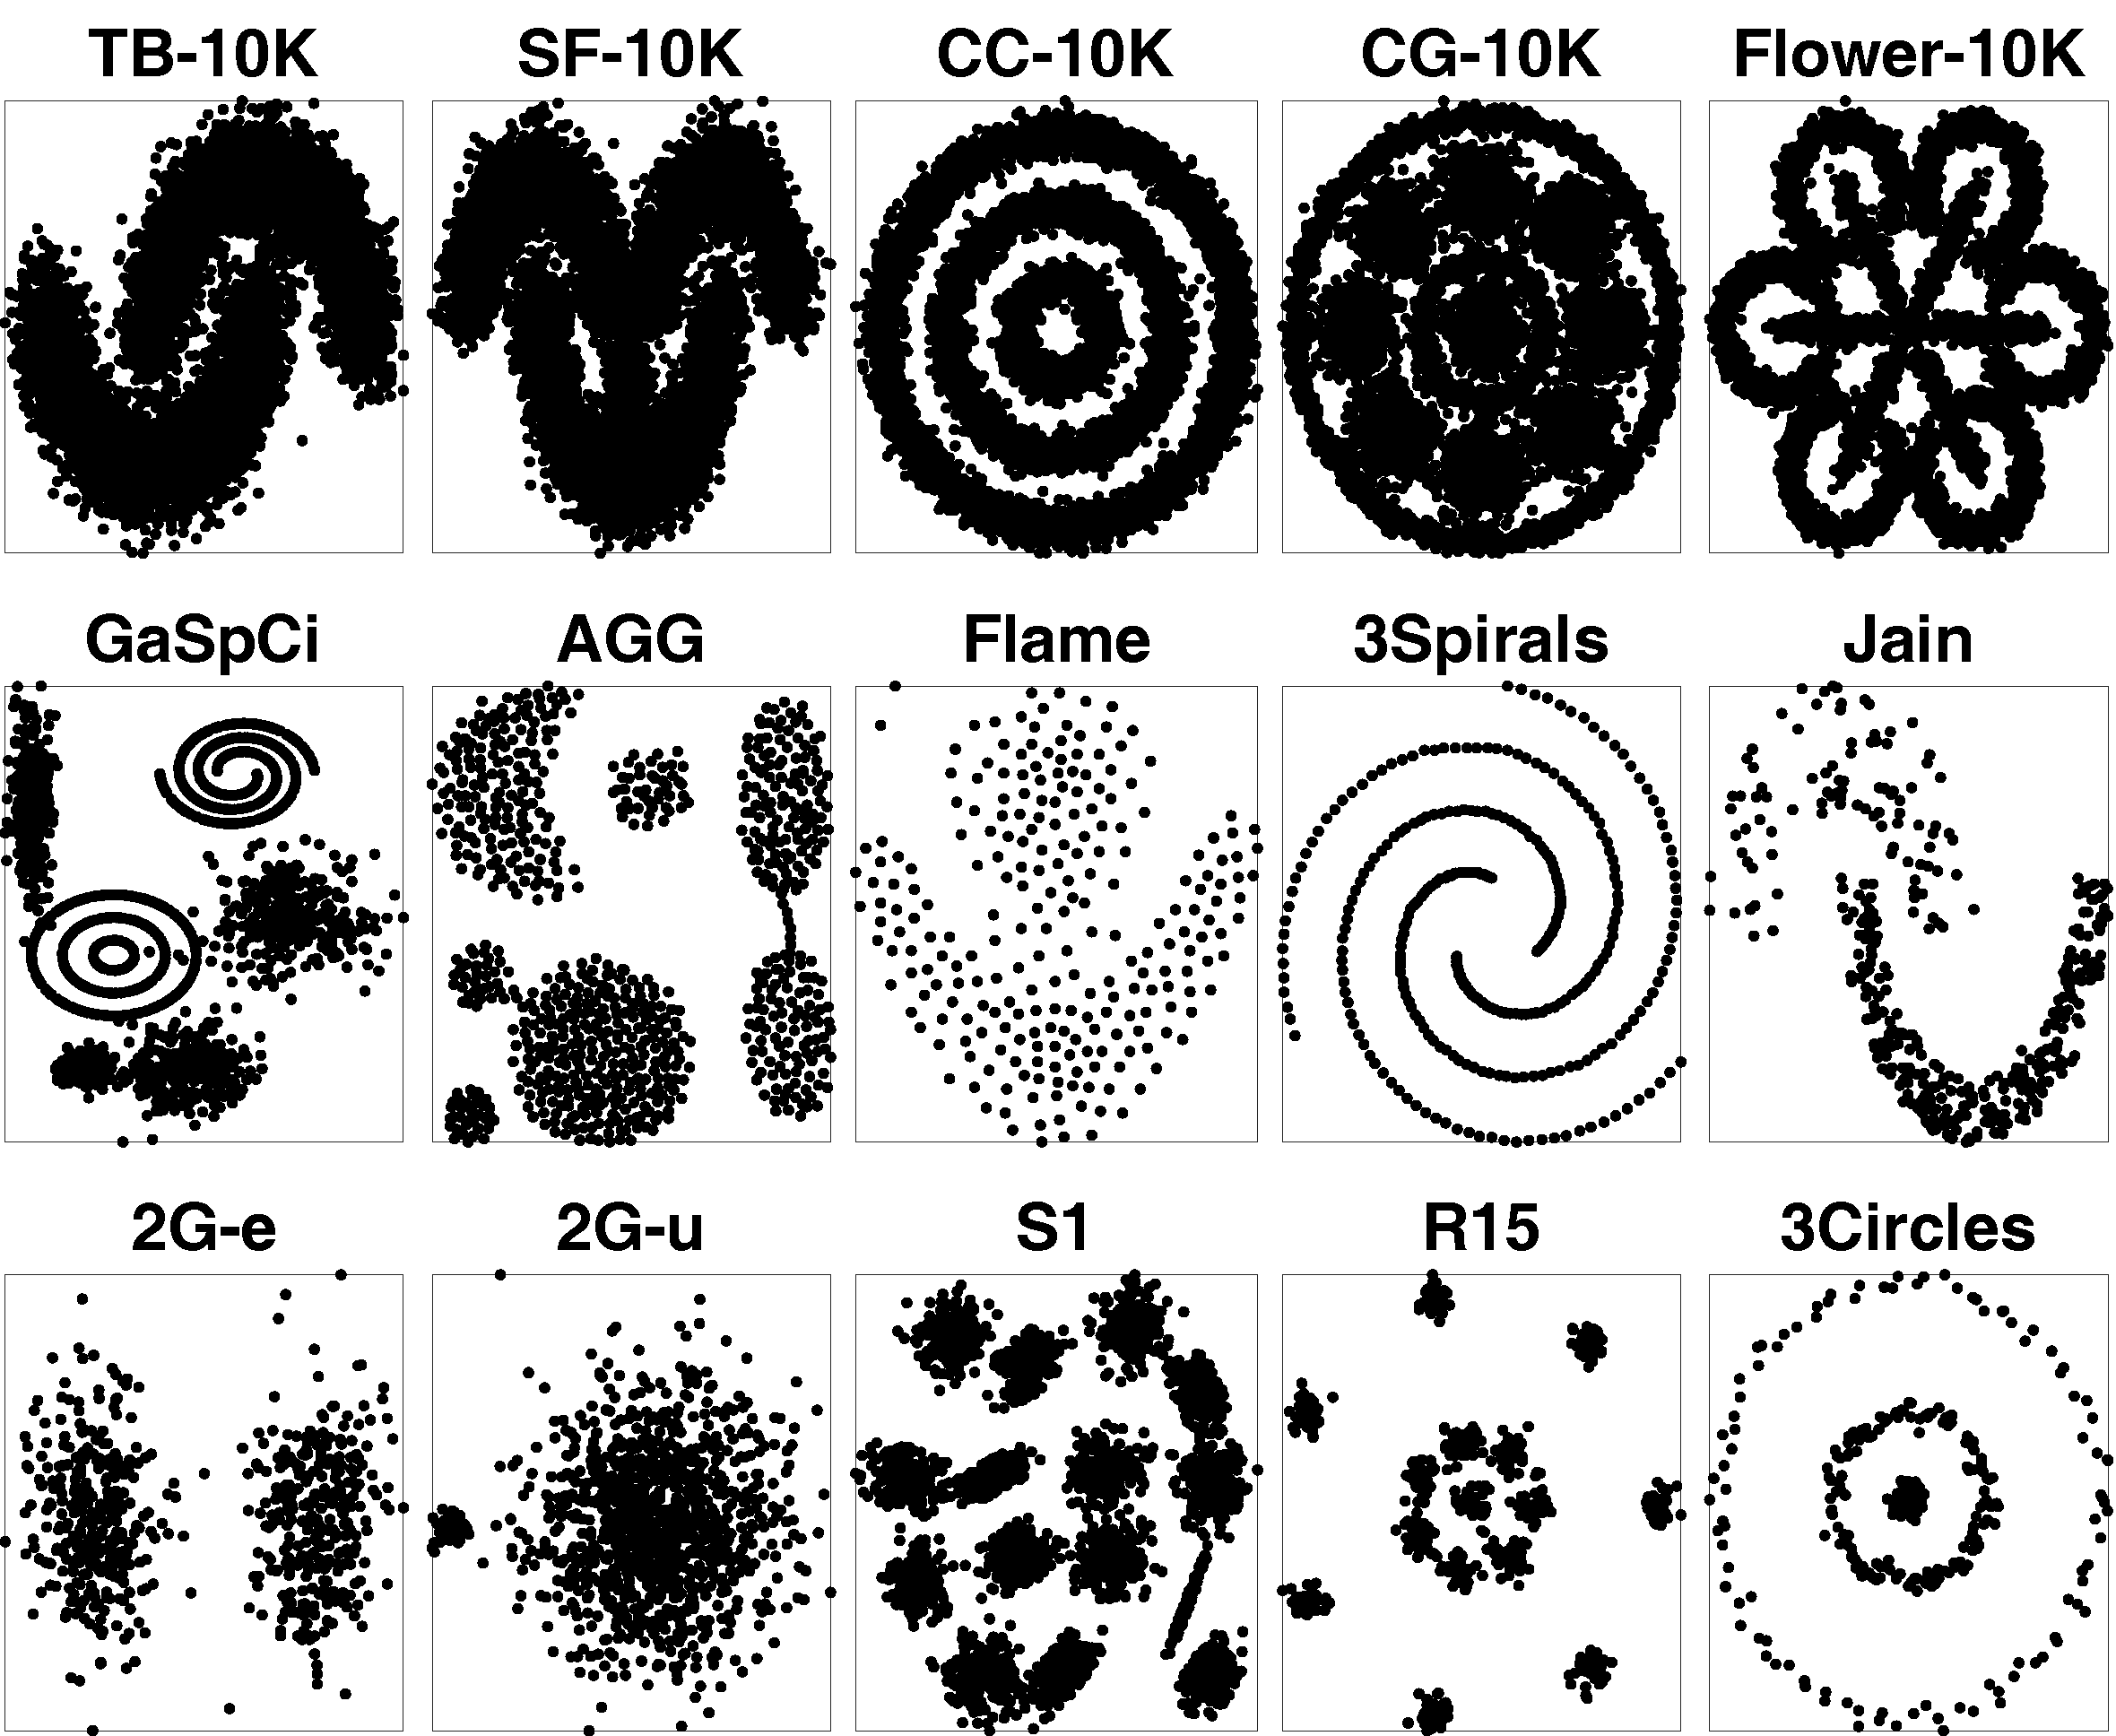 TB-10K SF-10K CC-10K CG-10K Flower-10K
GaSpCi AGG Flame 3Spirals Jain
2G-e 2G-u S1 R15 3Circles